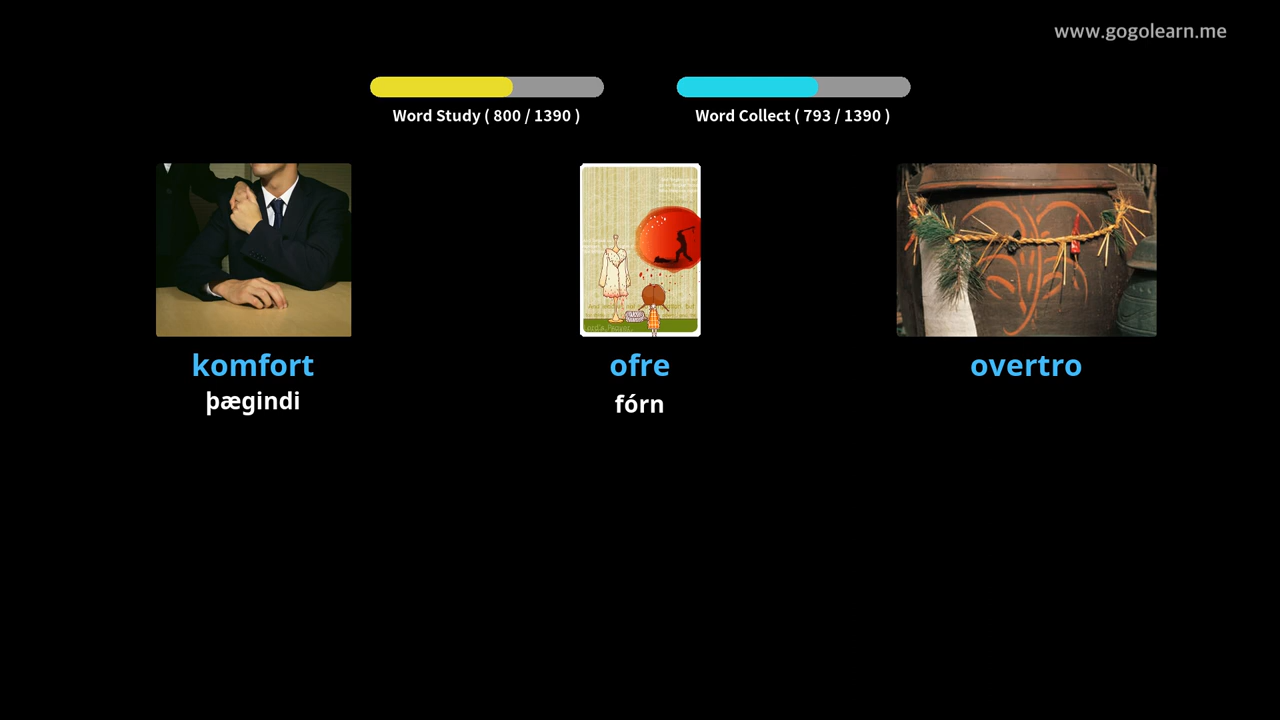 www.gogolearn.me
Word Study ( 800 / 1390 )
Word Collect ( 793 / 1390 )
komfort
þægindi
ofre
fórn
overtro